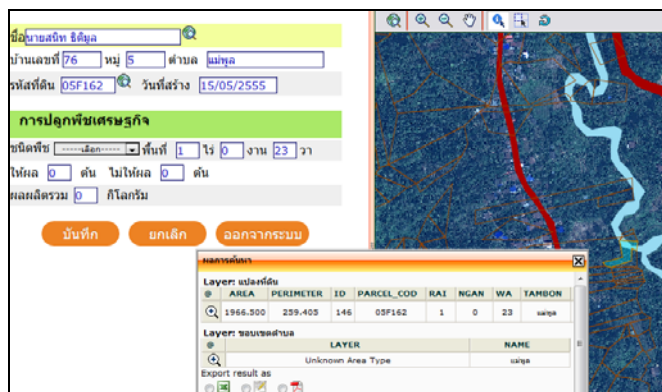 ชื่อ นายสนิท ธิติมูล
บ้านเลขที่ 76 หมู่ 5 ตำบล แม่พูล
รหัสที่ดิน 05F162 วันที่สร้าง 15/05/2555
การปลูกพืชเศรษฐกิจ
ชนิดพืช -----เลือก----- พื้นที่ 1 ไร่ 0 งาน 23 วา
ให้ผล 0 ต้น ไม่ให้ผล 0 ต้น
ผลผลิตรวม 0 กิโลกรัม
บันทึก ยกเลิก ออกจากระบบ
ผลการค้นหา
Layer: แปลงที่ดิน
@ AREA PERIMETER ID PARCEL_COD RAI NGAN WA TAMBON
1966.500 259.405 146 05F162 1 0 23 แม่พูล
Layer: ขอบเขตตำบล
@ LAYER NAME
Unknown Area Type แม่พูล
Export result as